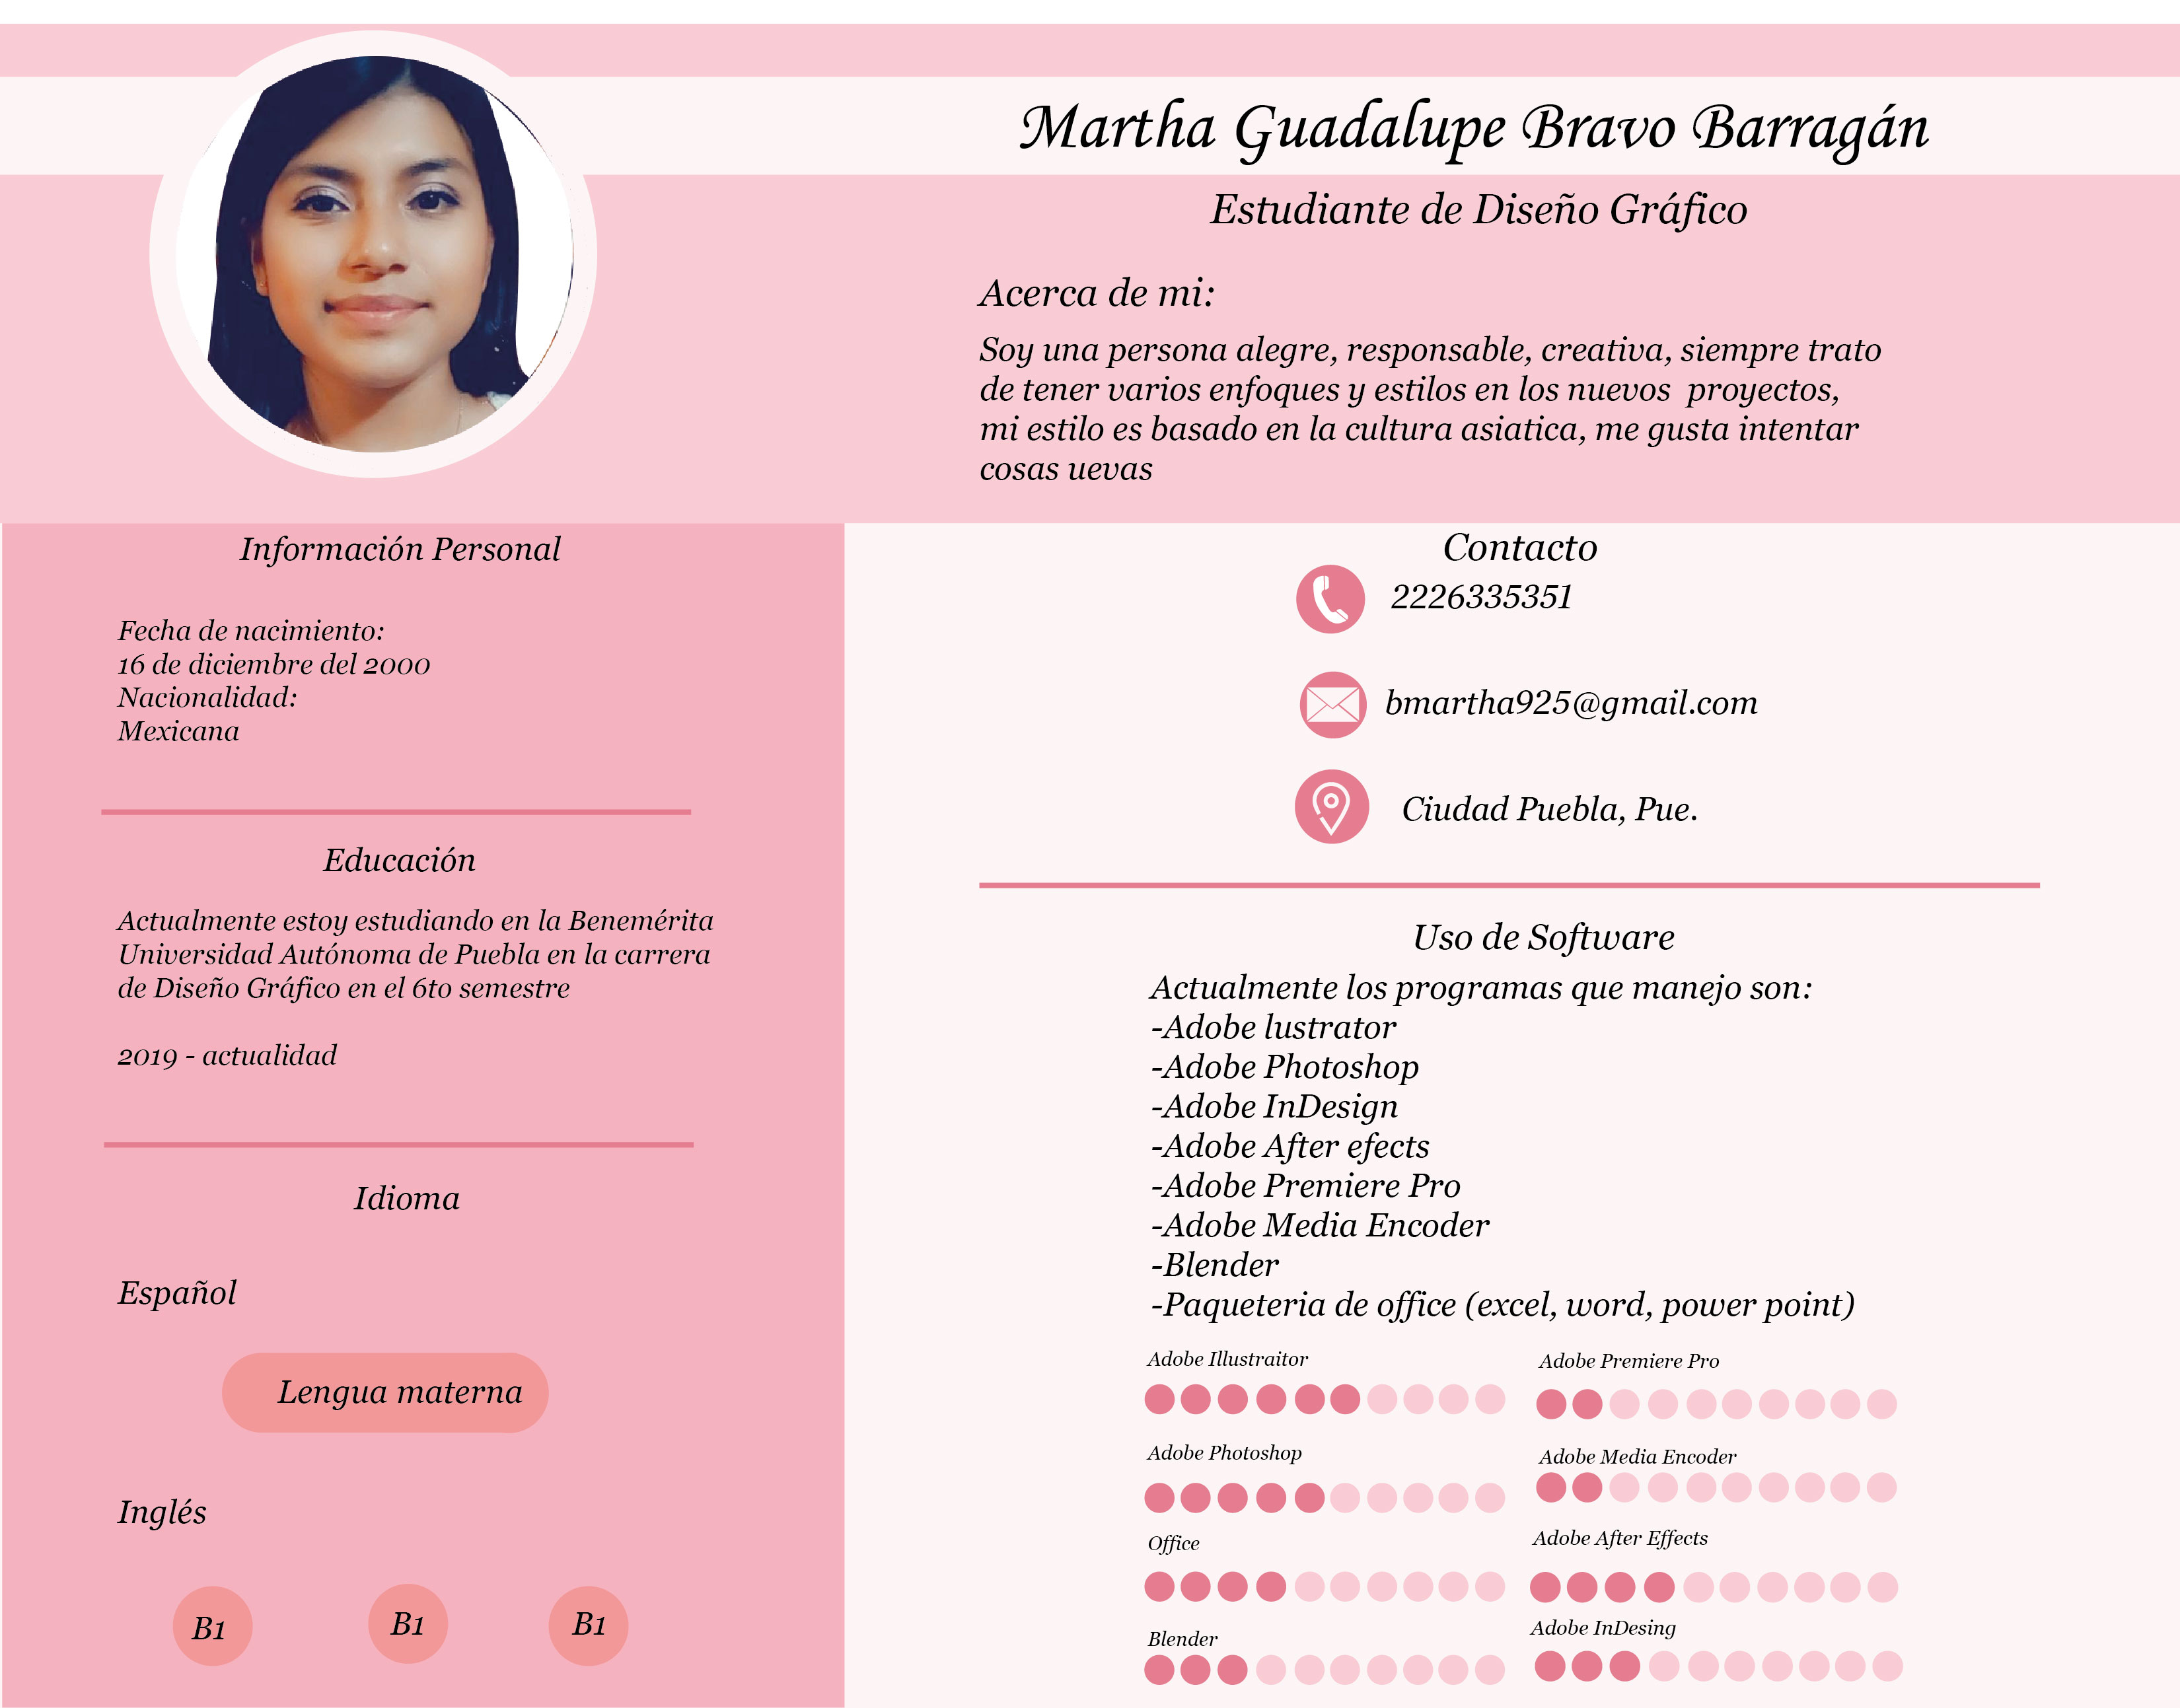 Martha Guadalupe Bravo Barragán
Estudiante de Diseño Gráfico
Acerca de mi:
Soy una persona alegre, responsable, creativa, siempre trato
de tener varios enfoques y estilos en los nuevos  proyectos,
mi estilo es basado en la cultura asiatica, me gusta intentar
cosas uevas
Información Personal
Fecha de nacimiento:
16 de diciembre del 2000
Nacionalidad:
Mexicana
Educación
Actualmente estoy estudiando en la Benemérita
Universidad Autónoma de Puebla en la carrera
de Diseño Gráfico en el 6to semestre
2019 - actualidad
Idioma
Español
Lengua materna
Inglés
B1
B1
B1
Contacto
2226335351
bmartha925@gmail.com
Ciudad Puebla, Pue.
Uso de Software
Actualmente los programas que manejo son:
-Adobe lustrator
-Adobe Photoshop
-Adobe InDesign
-Adobe After efects
-Adobe Premiere Pro
-Adobe Media Encoder
-Blender
-Paqueteria de office (excel, word, power point)
Adobe Illustraitor
Adobe Photoshop
Office
Blender
Adobe Premiere Pro
Adobe Media Encoder
Adobe After Effects
Adobe InDesing